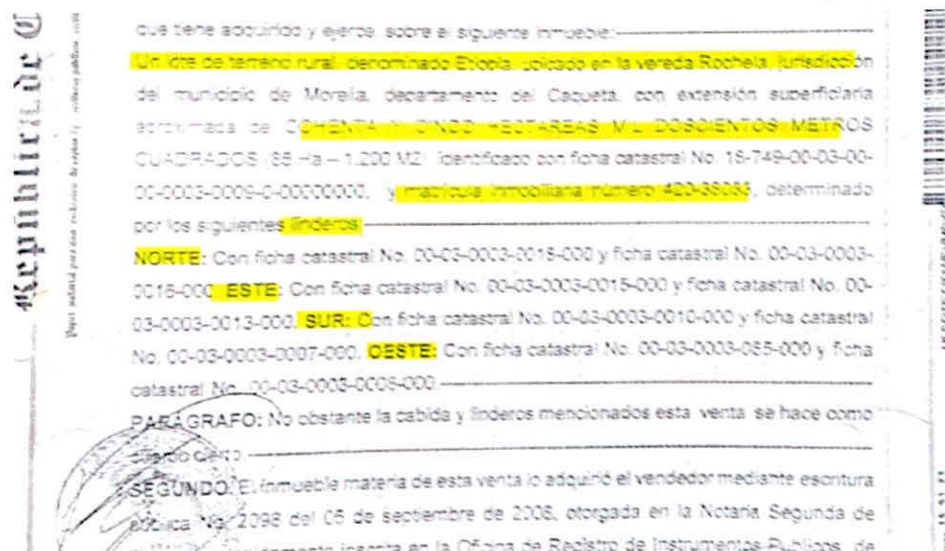 República de C
que tiene adquirido y ejerce, sobre el siguiente inmueble:
Un lote de terreno rural, denominado Etiopía, ubicado en la vereda Rochela, jurisdicción
del municipio de Morelia, departamento del Caquetá, con extensión superficiaria
aproximada de OCHENTA Y CINCO HECTAREAS MIL DOSCIENTOS METROS
CUADRADOS (85 Ha – 1.200 M2), identificado con ficha catastral No. 18-749-00-03-00-
00-0003-0009-0-00000000, y matrícula inmobiliaria número 420-, determinado
por los siguientes linderos:
NORTE: Con ficha catastral No. 00-03-0003-0018-000 y ficha catastral No. 00-03-0003-
0016-000 ESTE: Con ficha catastral No. 00-03-0003-0015-000 y ficha catastral No. 00-
03-0003-0013-000. SUR: Con ficha catastral No. 00-03-0003-0010-000 y ficha catastral
No. 00-03-0003-0007-000. OESTE: Con ficha catastral No. 00-03-0003-085-000 y ficha
catastral No. 00-03-0003-0008-000
PARÁGRAFO: No obstante la cabida y linderos mencionados esta venta se hace como
cuerpo cierto
SEGUNDO: El inmueble materia de esta venta lo adquirió el vendedor mediante escritura
pública No. 2098 del 05 de septiembre de 2008, otorgada en la Notaría Segunda de
inscrita en la Oficina de Registro de Instrumentos Públicos de